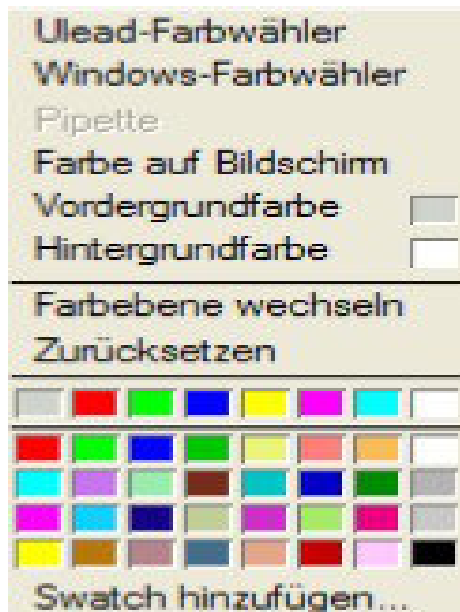 Ulead-Farbwähler
Windows-Farbwähler
Pipette
Farbe auf Bildschirm
Vordergrundfarbe
Hintergrundfarbe
Farbebene wechseln
Zurücksetzen
Swatch hinzufügen...